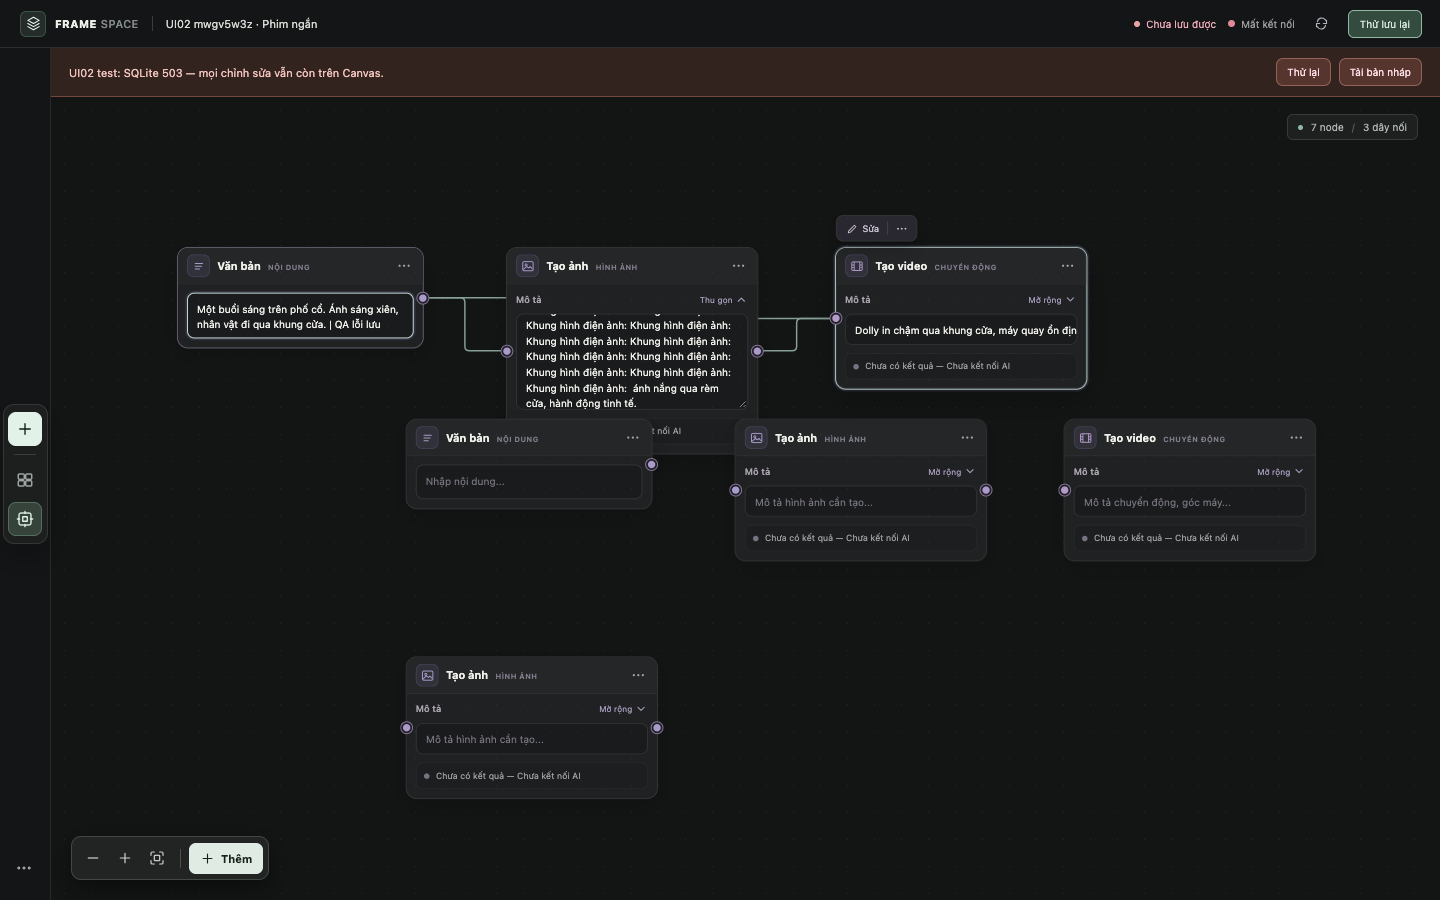 FRAME SPACE
UI02 mwgv5w3z · Phim ngắn
Chưa lưu được
Mất kết nối
Thử lưu lại
UI02 test: SQLite 503 — mọi chỉnh sửa vẫn còn trên Canvas.
Thử lại
Tải bản nháp
7 node / 3 dây nối
Sửa
Văn bản NỘI DUNG
Một buổi sáng trên phố cổ. Ánh sáng xiên,
nhân vật đi qua khung cửa. | QA lỗi lưu
Tạo ảnh HÌNH ẢNH
Mô tả
Thu gọn
Khung hình điện ảnh: Khung hình điện ảnh:
Khung hình điện ảnh: Khung hình điện ảnh:
Khung hình điện ảnh: Khung hình điện ảnh:
Khung hình điện ảnh: Khung hình điện ảnh:
Khung hình điện ảnh:  ánh nắng qua rèm
cửa, hành động tinh tế.
t nối AI
Tạo video CHUYỂN ĐỘNG
Mô tả
Mở rộng
Dolly in chậm qua khung cửa, máy quay ổn địn
Chưa có kết quả — Chưa kết nối AI
Văn bản NỘI DUNG
Nhập nội dung...
Tạo ảnh HÌNH ẢNH
Mô tả
Mở rộng
Mô tả hình ảnh cần tạo...
Chưa có kết quả — Chưa kết nối AI
Tạo video CHUYỂN ĐỘNG
Mô tả
Mở rộng
Mô tả chuyển động, góc máy...
Chưa có kết quả — Chưa kết nối AI
Tạo ảnh HÌNH ẢNH
Mô tả
Mở rộng
Mô tả hình ảnh cần tạo...
Chưa có kết quả — Chưa kết nối AI
Thêm